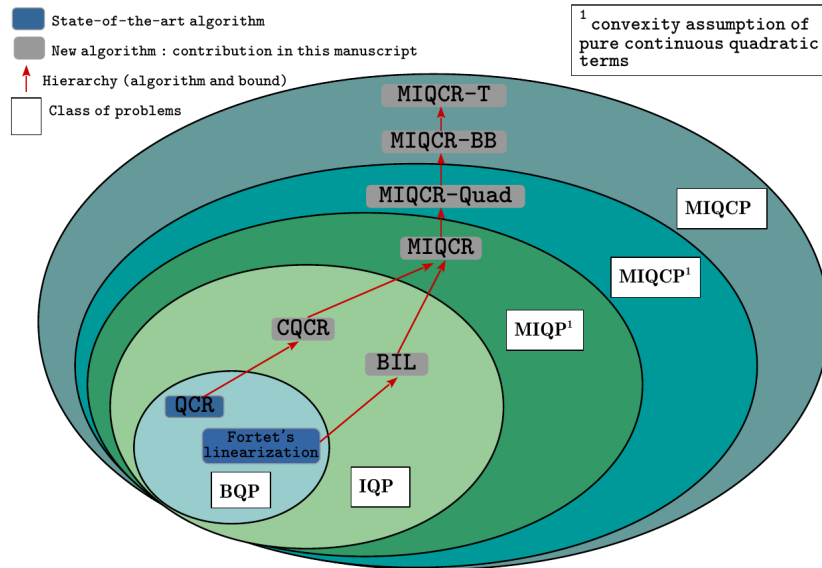 State-of-the-art algorithm
New algorithm : contribution in this manuscript
Hierarchy (algorithm and bound)
Class of problems
1 convexity assumption of
pure continuous quadratic
terms
MIQCR-T
MIQCR-BB
MIQCR-Quad
MIQCP
MIQCR
MIQCP¹
CQCR
MIQP¹
BIL
QCR
Fortet's
linearization
BQP
IQP